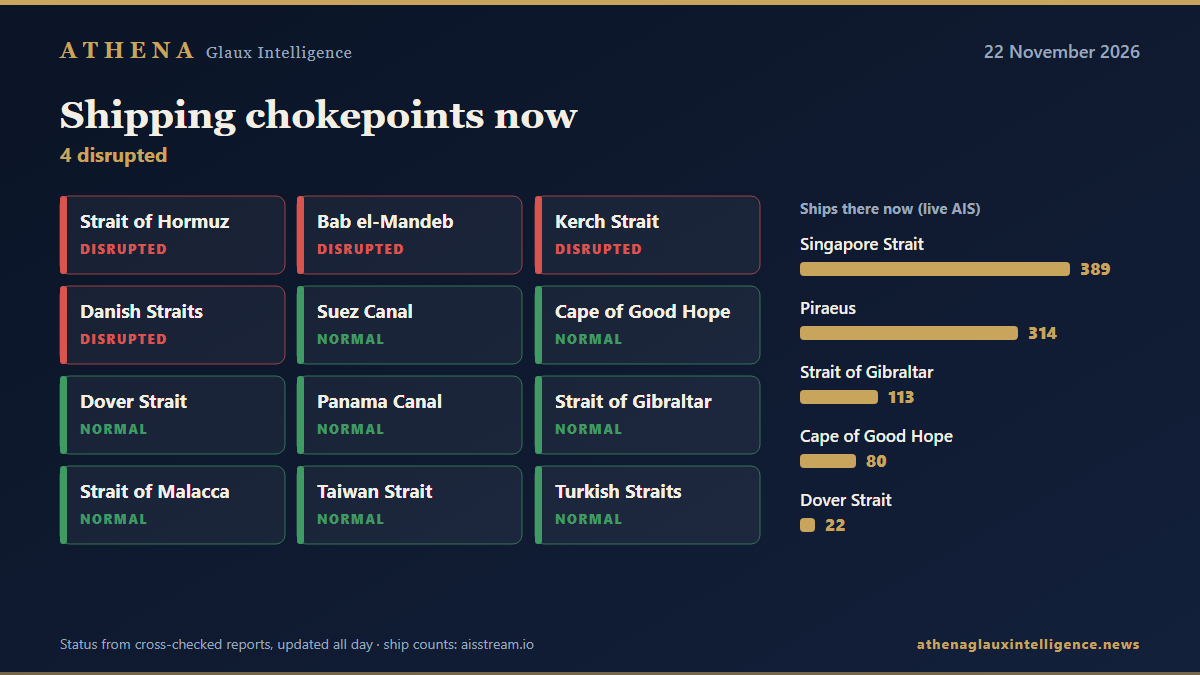 ATHENA Glaux Intelligence
22 November 2026
Shipping chokepoints now
4 disrupted
Strait of Hormuz
DISRUPTED
Bab el-Mandeb
DISRUPTED
Kerch Strait
DISRUPTED
Danish Straits
DISRUPTED
Suez Canal
NORMAL
Cape of Good Hope
NORMAL
Dover Strait
NORMAL
Panama Canal
NORMAL
Strait of Gibraltar
NORMAL
Strait of Malacca
NORMAL
Taiwan Strait
NORMAL
Turkish Straits
NORMAL
Ships there now (live AIS)
Singapore Strait
389
Piraeus
314
Strait of Gibraltar
113
Cape of Good Hope
80
Dover Strait
22
Status from cross-checked reports, updated all day · ship counts: aisstream.io
athenaglauxintelligence.news